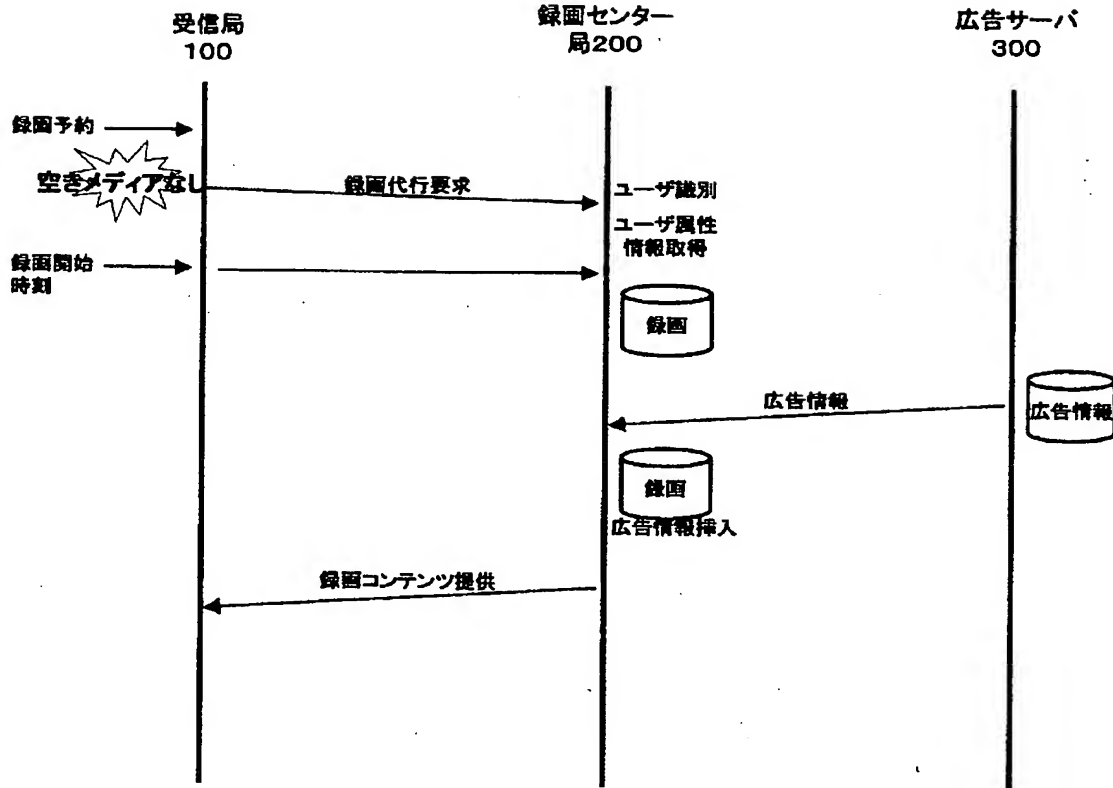 受信局
100
録画センター
局200
広告サーバ
300
録画予約
空きメディアなし
録画代行要求
ユーザ識別
ユーザ属性
情報取得
録画開始
時刻
録画
広告情報
広告情報
録画
広告情報挿入
録画コンテンツ提供